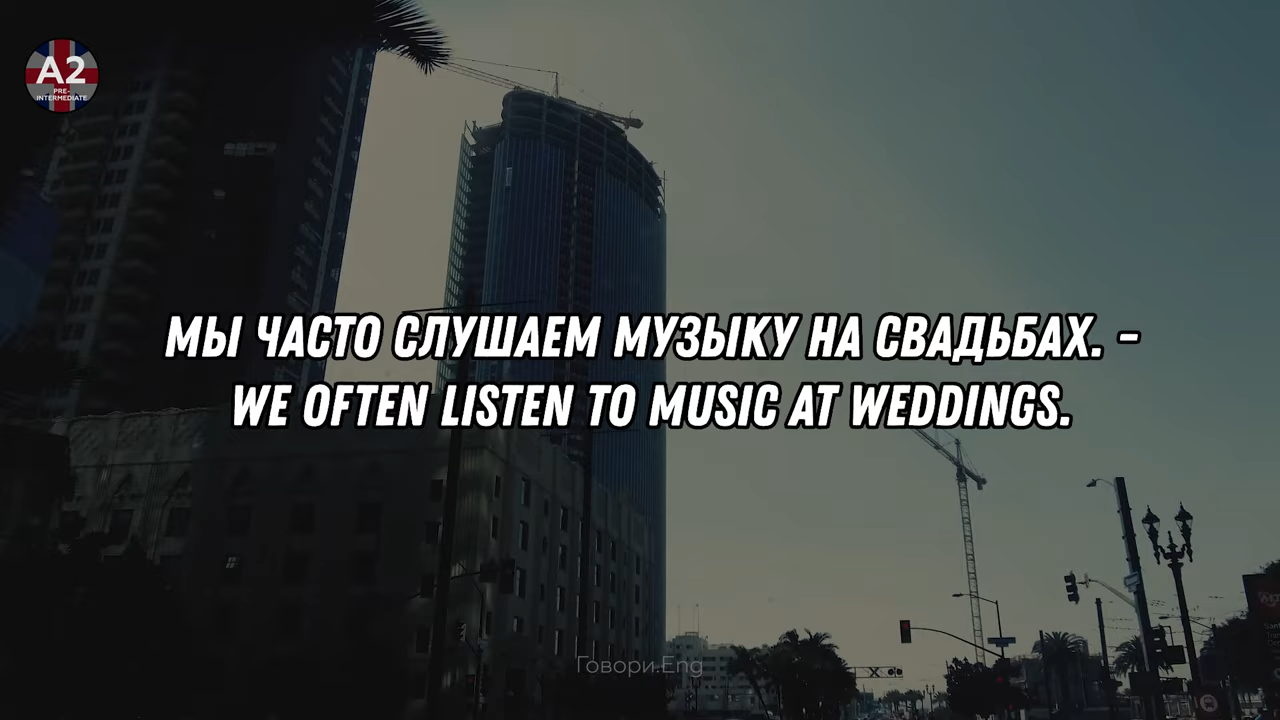 A2
PRE-
INTERMEDIATE
МЫ ЧАСТО СЛУШАЕМ МУЗЫКУ НА СВАДЬБАХ. -
WE OFTEN LISTEN TO MUSIC AT WEDDINGS.
Говори.Eng